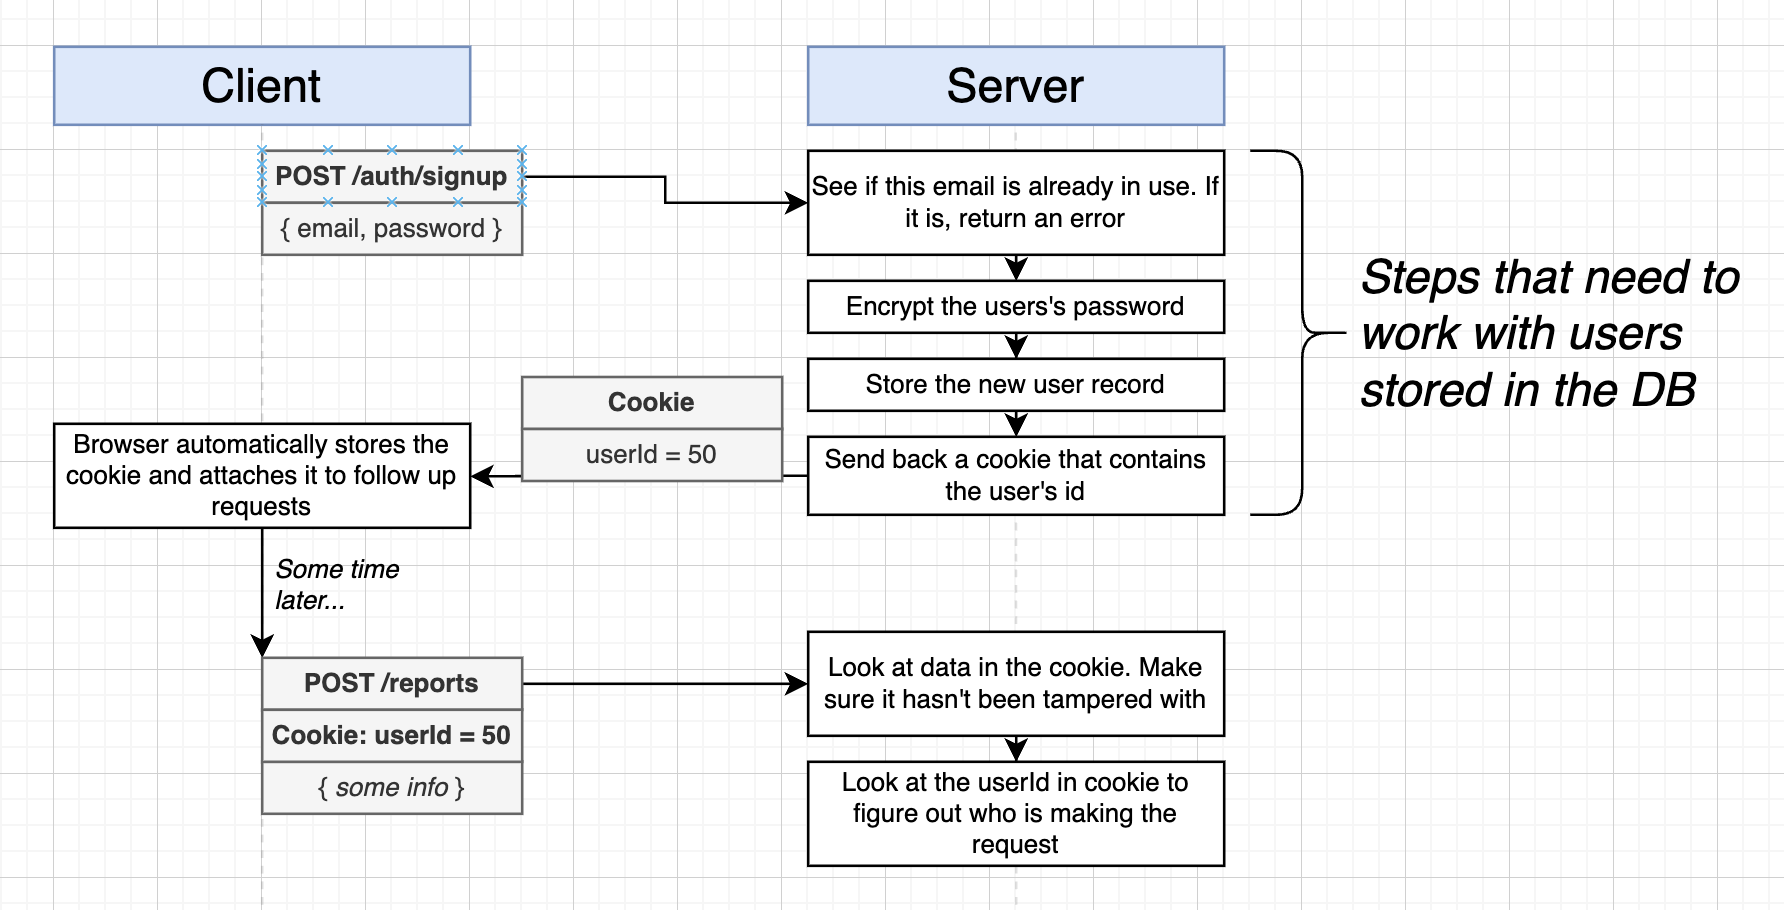 Client
Server
POST /auth/signup
{ email, password }
See if this email is already in use. If
it is, return an error
Encrypt the users's password
Store the new user record
Send back a cookie that contains
the user's id
Steps that need to
work with users
stored in the DB
Cookie
userId = 50
Browser automatically stores the
cookie and attaches it to follow up
requests
Some time
later...
POST /reports
Cookie: userId = 50
{ some info }
Look at data in the cookie. Make
sure it hasn't been tampered with
Look at the userId in cookie to
figure out who is making the
request